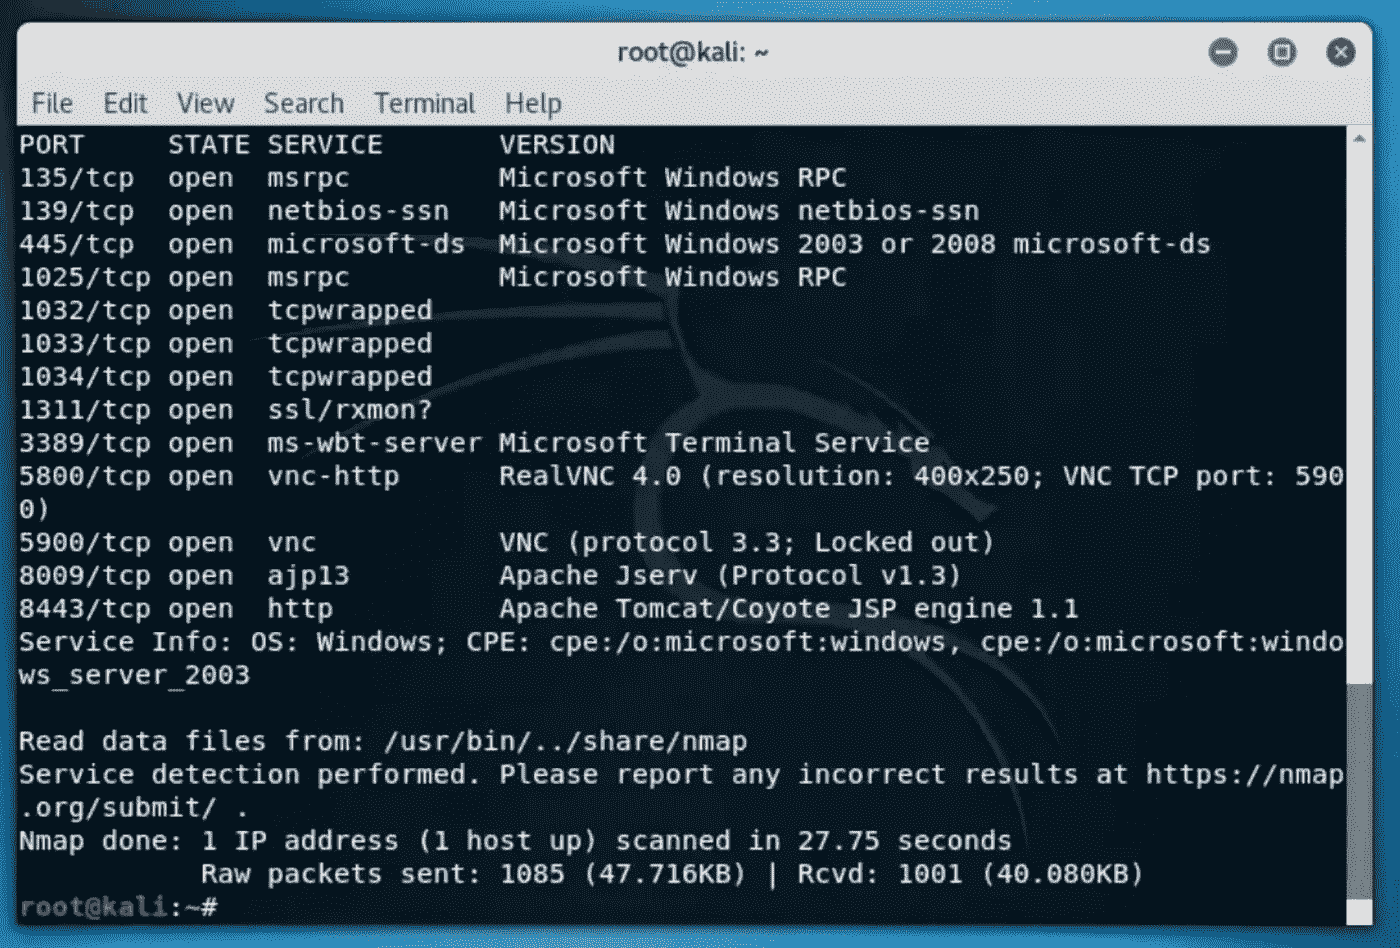 root@kali: ~
File Edit View Search Terminal Help
PORT STATE SERVICE VERSION
135/tcp open msrpc Microsoft Windows RPC
139/tcp open netbios-ssn Microsoft Windows netbios-ssn
445/tcp open microsoft-ds Microsoft Windows 2003 or 2008 microsoft-ds
1025/tcp open msrpc Microsoft Windows RPC
1032/tcp open tcpwrapped
1033/tcp open tcpwrapped
1034/tcp open tcpwrapped
1311/tcp open ssl/rxmon?
3389/tcp open ms-wbt-server Microsoft Terminal Service
5800/tcp open vnc-http RealVNC 4.0 (resolution: 400x250; VNC TCP port: 590
0)
5900/tcp open vnc VNC (protocol 3.3; Locked out)
8009/tcp open ajp13 Apache Jserv (Protocol v1.3)
8443/tcp open http Apache Tomcat/Coyote JSP engine 1.1
Service Info: OS: Windows; CPE: cpe:/o:microsoft:windows, cpe:/o:microsoft:windo
ws_server_2003
Read data files from: /usr/bin/../share/nmap
Service detection performed. Please report any incorrect results at https://nmap
.org/submit/ .
Nmap done: 1 IP address (1 host up) scanned in 27.75 seconds
Raw packets sent: 1085 (47.716KB) | Rcvd: 1001 (40.080KB)
root@kali:~#